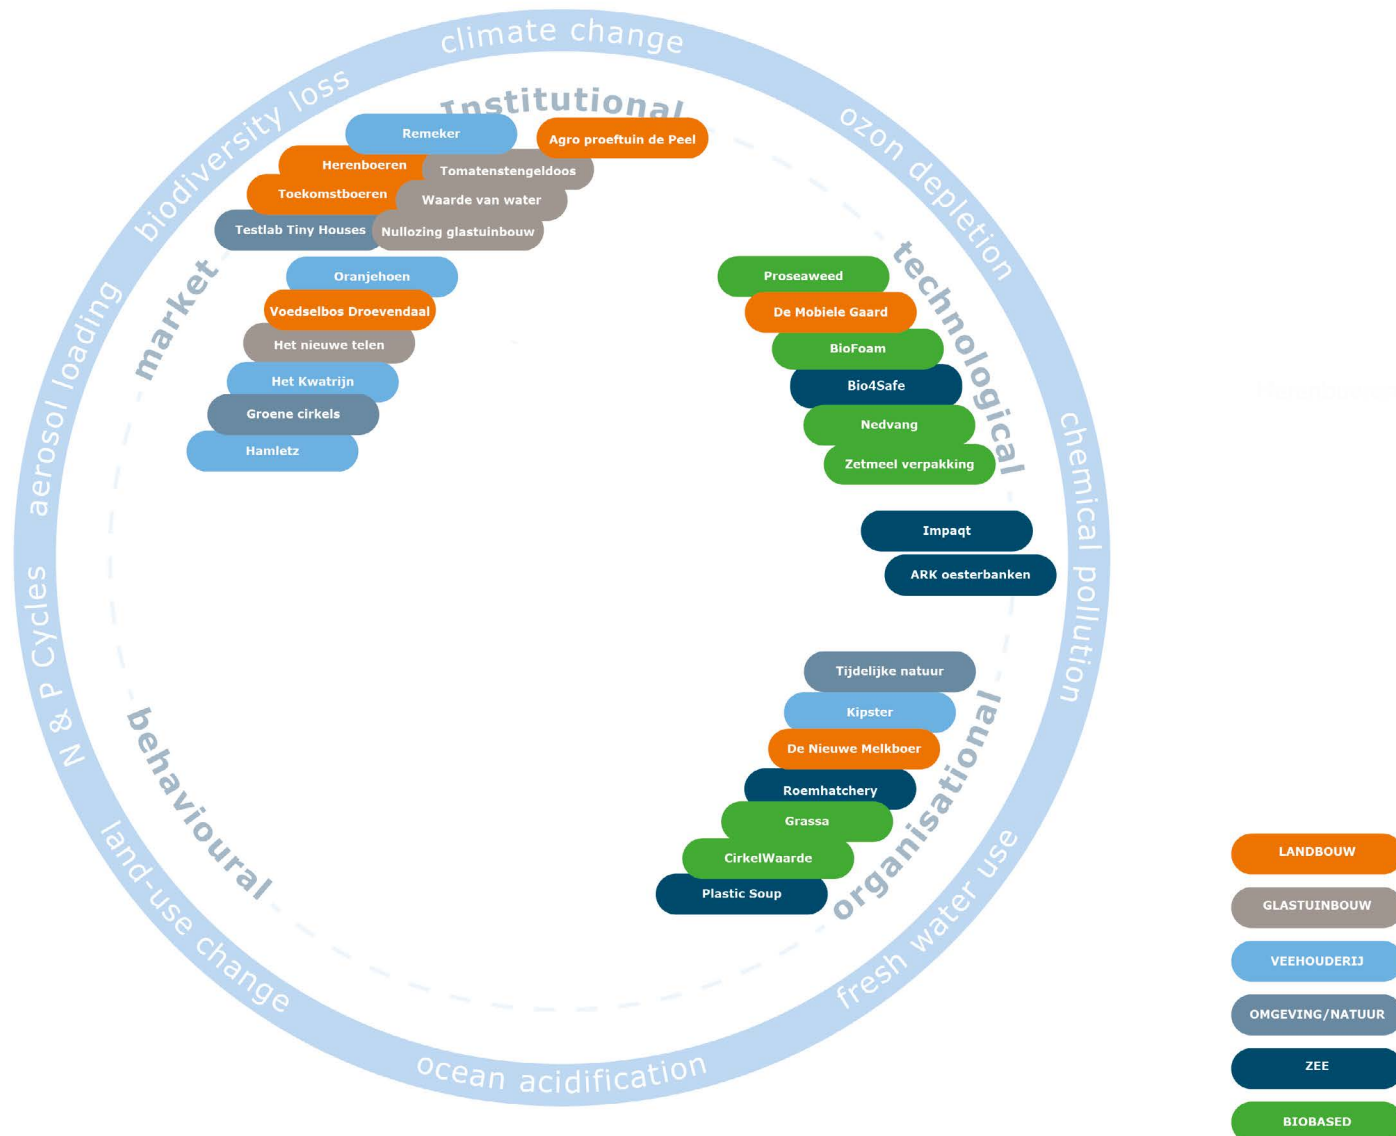 climate change
ozon depletion
chemical pollution
fresh water use
ocean acidification
land-use change
N & P Cycles
aerosol loading
biodiversity loss
Institutional
technological
organisational
behavioural
market
Remeker
Agro proeftuin de Peel
Herenboeren
Tomatenstengeldoos
Toekomstboeren
Waarde van water
Testlab Tiny Houses
Nullozing glastuinbouw
Oranjehoen
Voedselbos Droevendaal
Het nieuwe telen
Het Kwatrijn
Groene cirkels
Hamletz
Proseaweed
De Mobiele Gaard
BioFoam
Bio4Safe
Nedvang
Zetmeel verpakking
Impaqt
ARK oesterbanken
Tijdelijke natuur
Kipster
De Nieuwe Melkboer
Roemhatchery
Grassa
CirkelWaarde
Plastic Soup
LANDBOUW
GLASTUINBOUW
VEEHOUDERIJ
OMGEVING/NATUUR
ZEE
BIOBASED